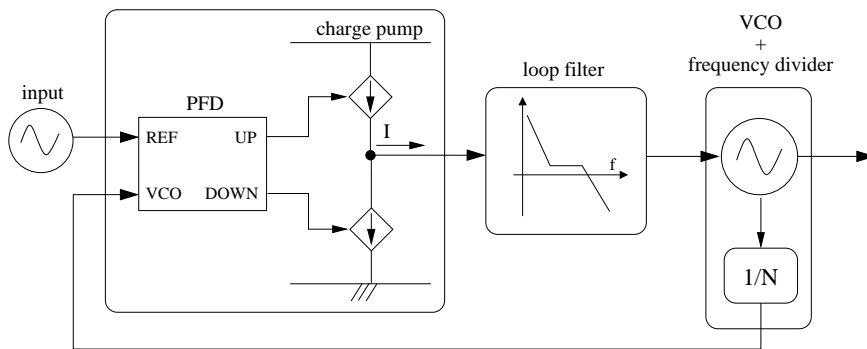 charge pump
VCO
+
frequency divider
loop filter
input
PFD
REF
UP
I
VCO
DOWN
f
1/N